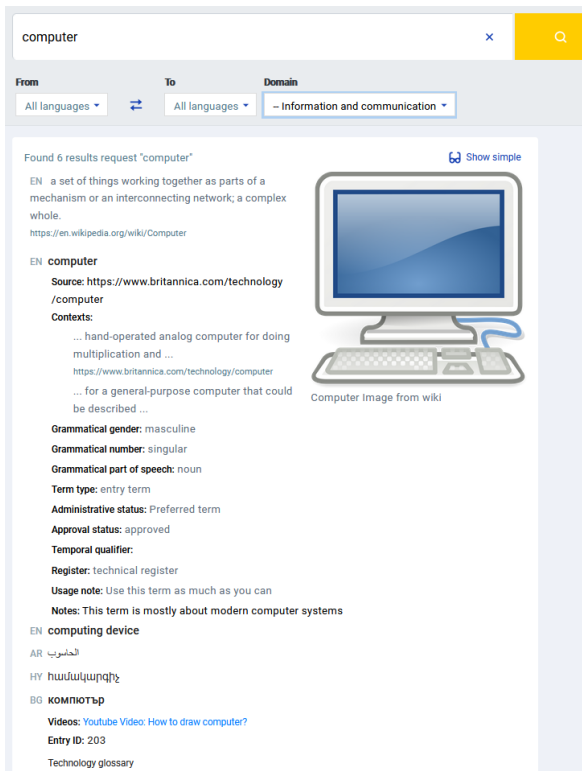 computer
From
To
Domain
All languages
All languages
– Information and communication
Found 6 results request "computer"
Show simple
EN a set of things working together as parts of a
mechanism or an interconnecting network; a complex
whole.
https://en.wikipedia.org/wiki/Computer
EN computer
Source: https://www.britannica.com/technology
/computer
Contexts:
... hand-operated analog computer for doing
multiplication and ...
https://www.britannica.com/technology/computer
... for a general-purpose computer that could
be described ...
Computer Image from wiki
Grammatical gender: masculine
Grammatical number: singular
Grammatical part of speech: noun
Term type: entry term
Administrative status: Preferred term
Approval status: approved
Temporal qualifier:
Register: technical register
Usage note: Use this term as much as you can
Notes: This term is mostly about modern computer systems
EN computing device
AR الحاسوب
HY համակարգիչ
BG компютър
Videos: Youtube Video: How to draw computer?
Entry ID: 203
Technology glossary